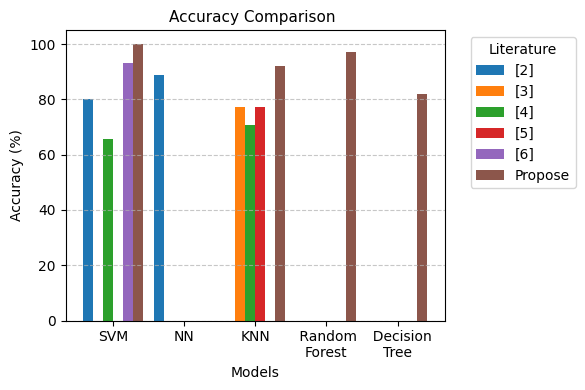 Accuracy Comparison
Accuracy (%)
100
80
60
40
20
0
SVM
NN
KNN
Random
Forest
Decision
Tree
Models
Literature
[2]
[3]
[4]
[5]
[6]
Propose